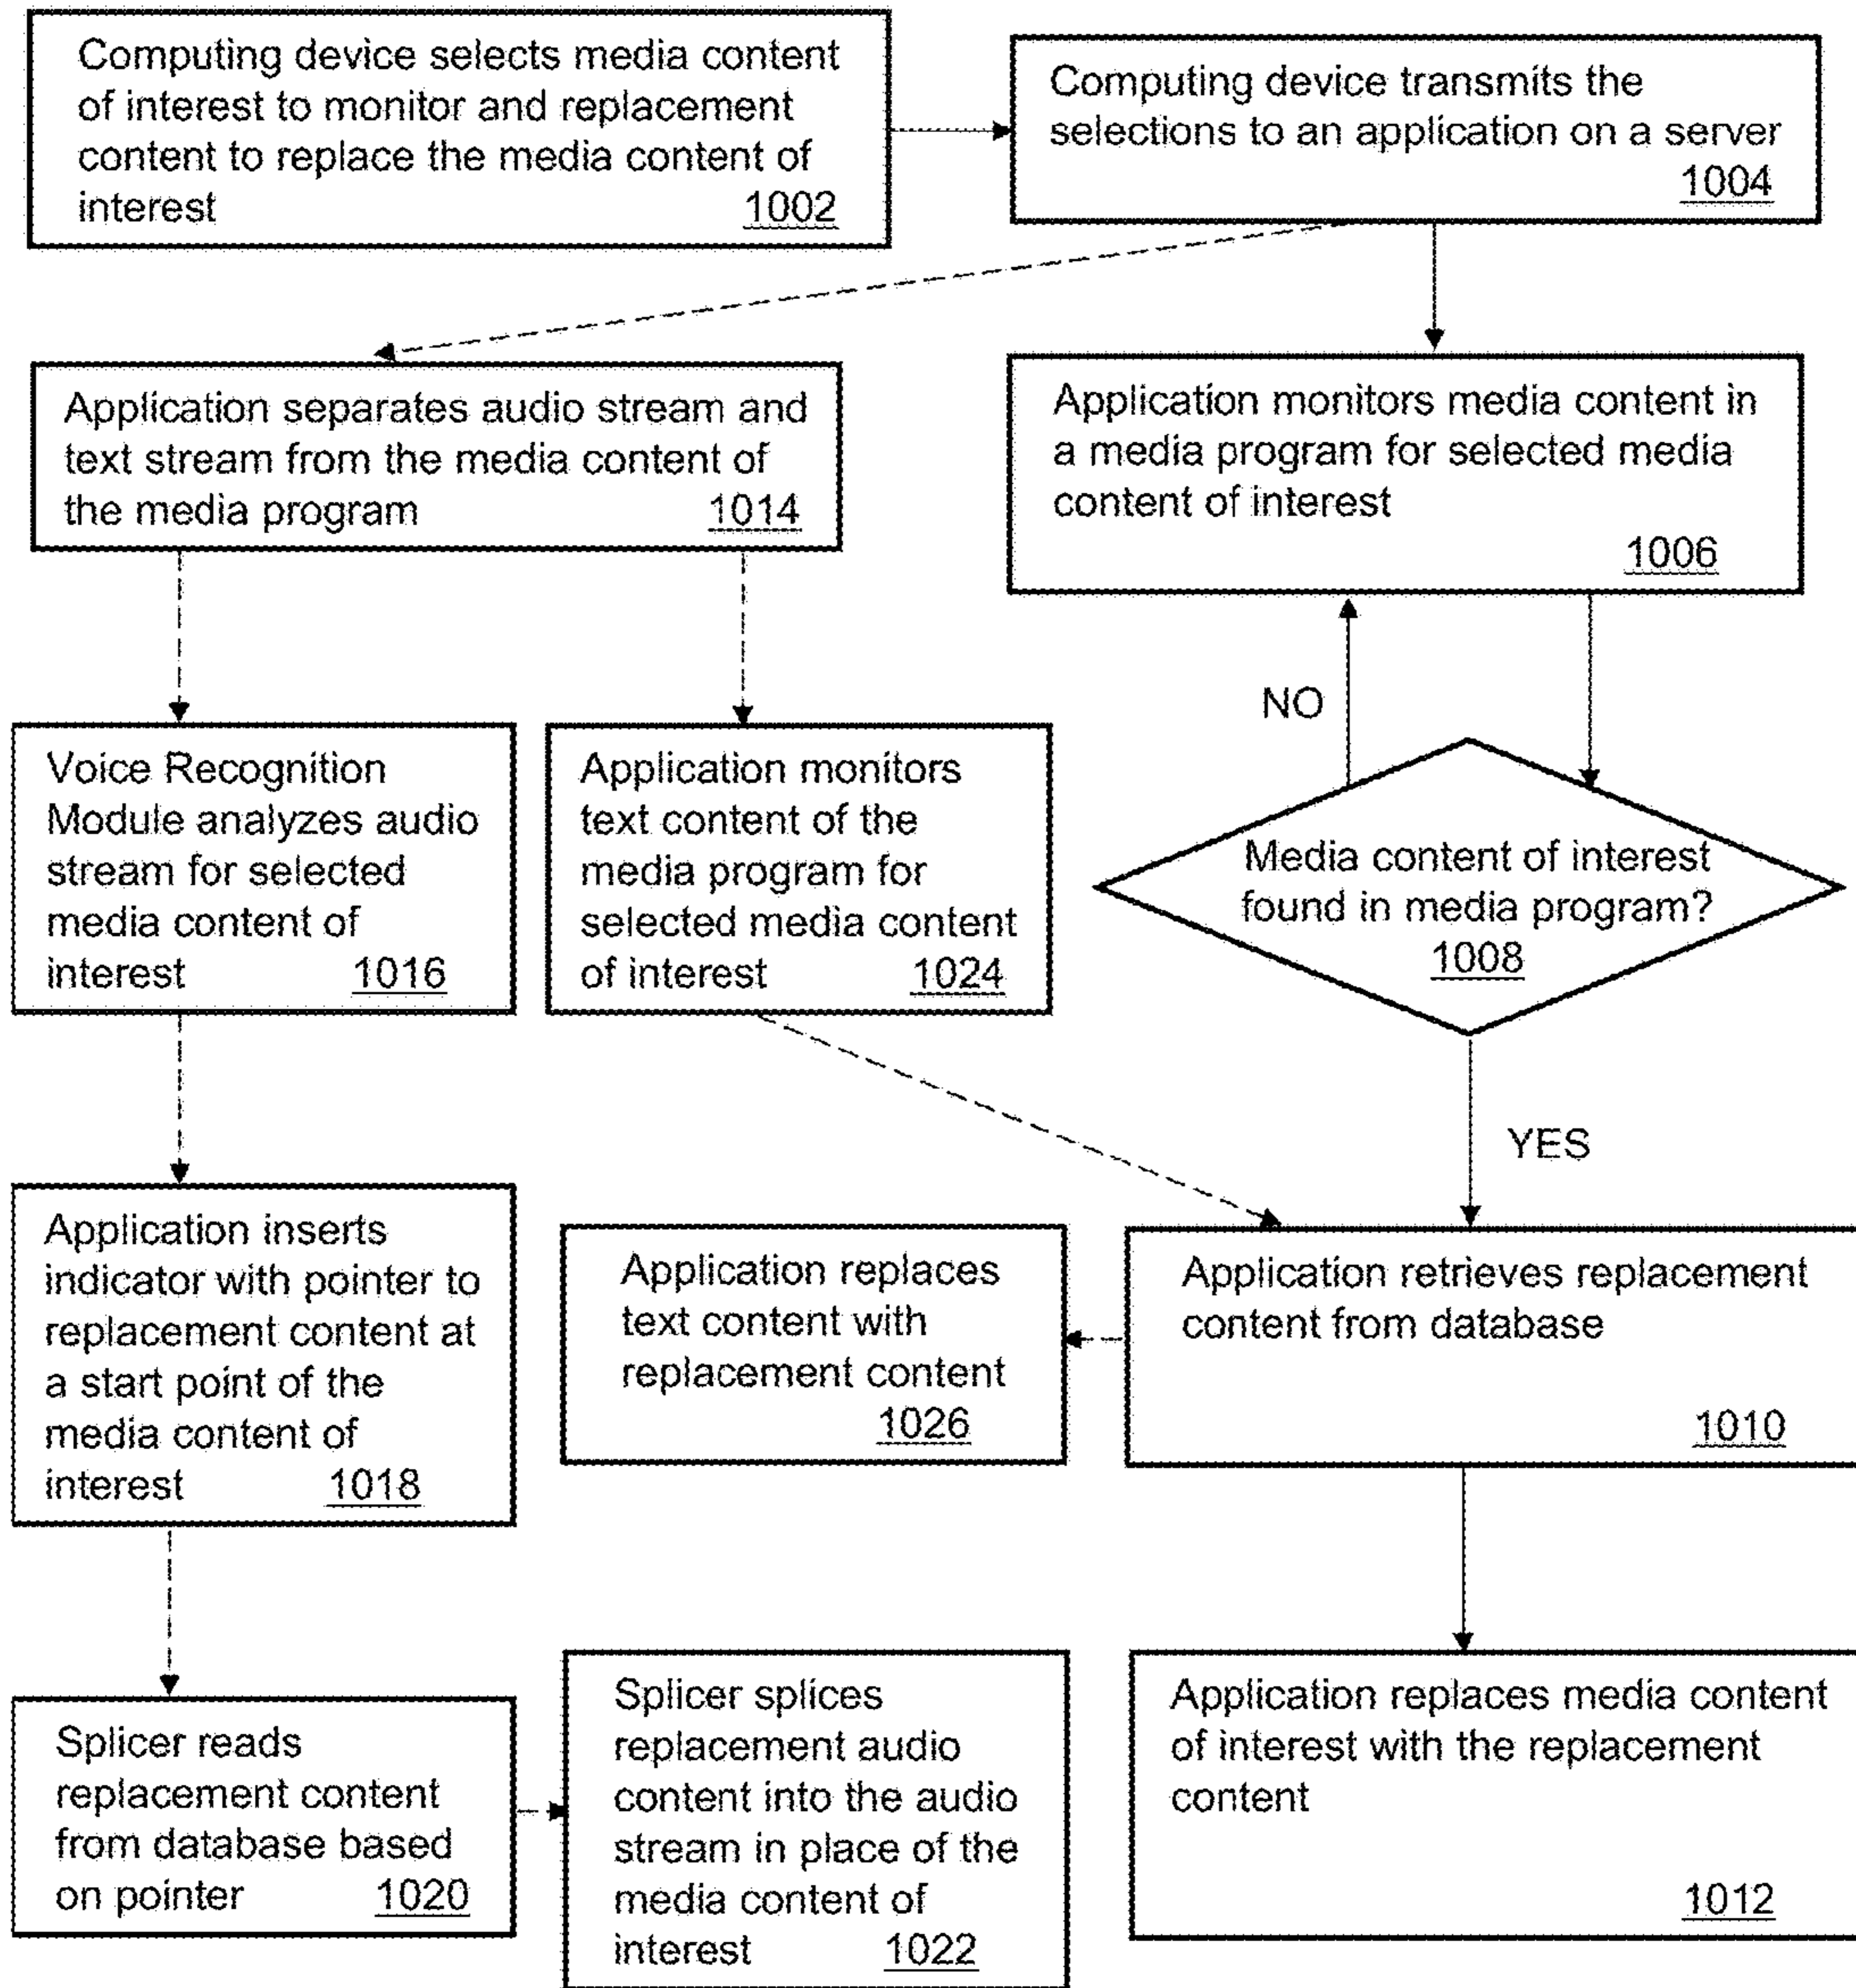 Computing device selects media content
of interest to monitor and replacement
content to replace the media content of
interest 1002
Computing device transmits the
selections to an application on a server
1004
Application separates audio stream and
text stream from the media content of
the media program 1014
Application monitors media content in
a media program for selected media
content of interest
1006
NO
Voice Recognition
Module analyzes audio
stream for selected
media content of
interest 1016
Application monitors
text content of the
media program for
selected media content
of interest 1024
Media content of interest
found in media program?
1008
YES
Application inserts
indicator with pointer to
replacement content at
a start point of the
media content of
interest 1018
Application replaces
text content with
replacement content
1026
Application retrieves replacement
content from database
1010
Splicer reads
replacement content
from database based
on pointer 1020
Splicer splices
replacement audio
content into the audio
stream in place of the
media content of
interest 1022
Application replaces media content
of interest with the replacement
content
1012